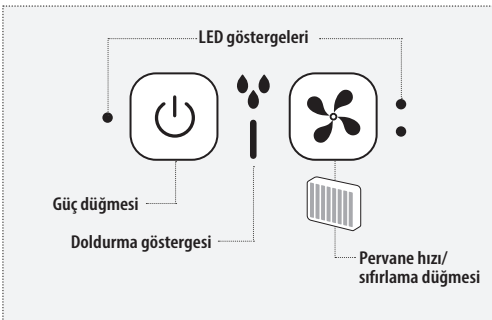 LED göstergeleri
Güç düğmesi
Doldurma göstergesi
Pervane hızı/
sıfırlama düğmesi